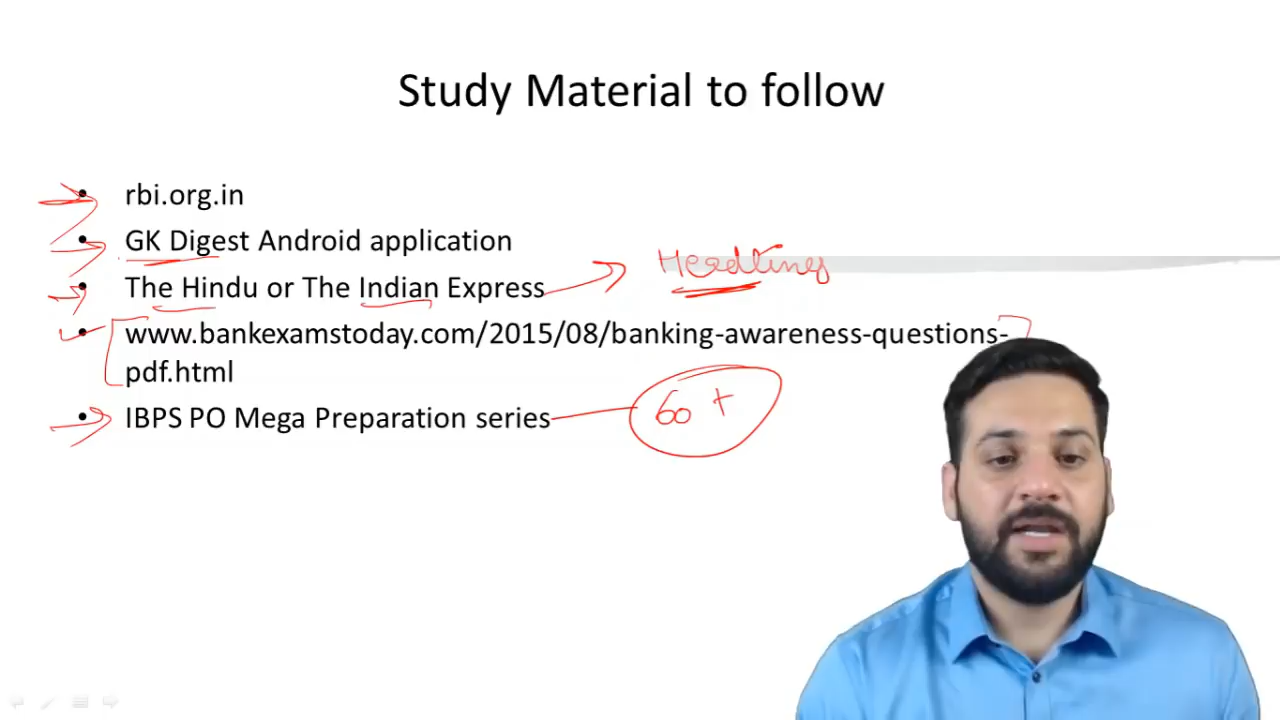 Study Material to follow
• rbi.org.in
• GK Digest Android application
Headlines
• The Hindu or The Indian Express
• www.bankexamstoday.com/2015/08/banking-awareness-questions-
pdf.html
• IBPS PO Mega Preparation series 60 +